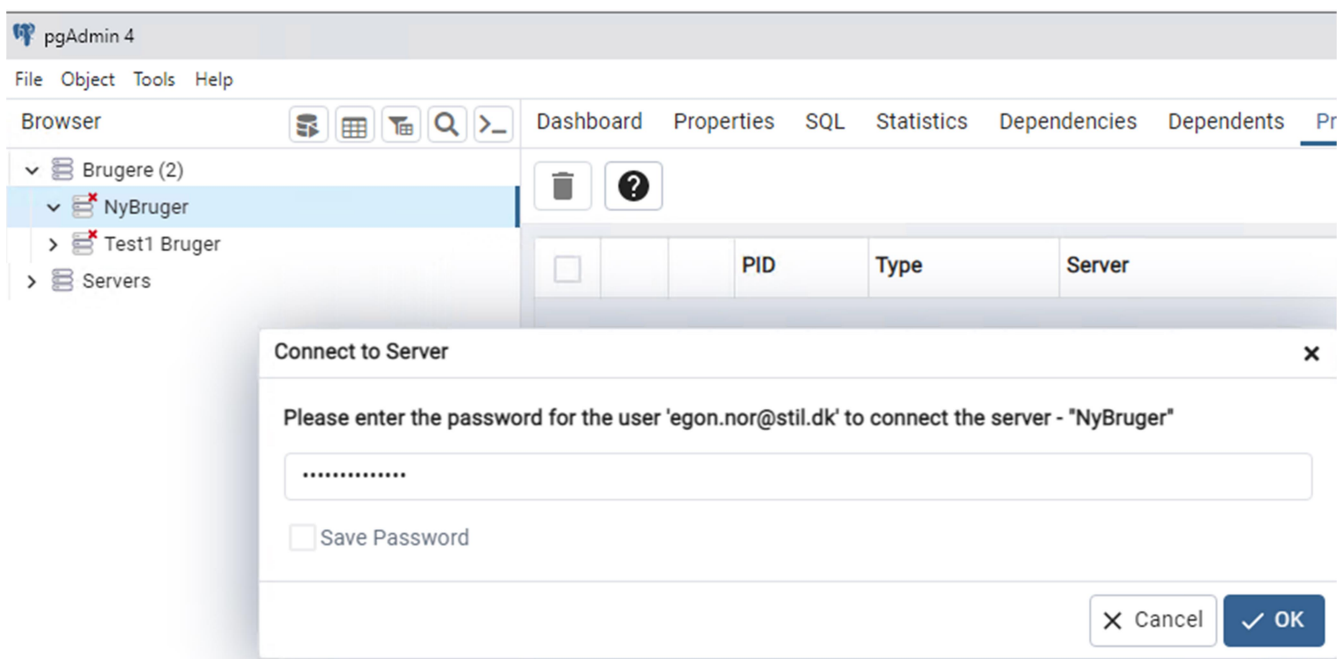 pgAdmin 4
File Object Tools Help
Browser
Dashboard Properties SQL Statistics Dependencies Dependents Pr
Brugere (2)
NyBruger
Test1 Bruger
Servers
PID Type Server
Connect to Server
Please enter the password for the user 'egon.nor@stil.dk' to connect the server - "NyBruger"
••••••••••••••
Save Password
Cancel OK